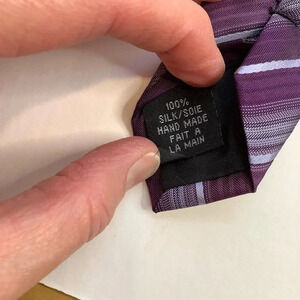 100%
SILK/SOIE
HAND MADE
FAIT A
LA MAIN